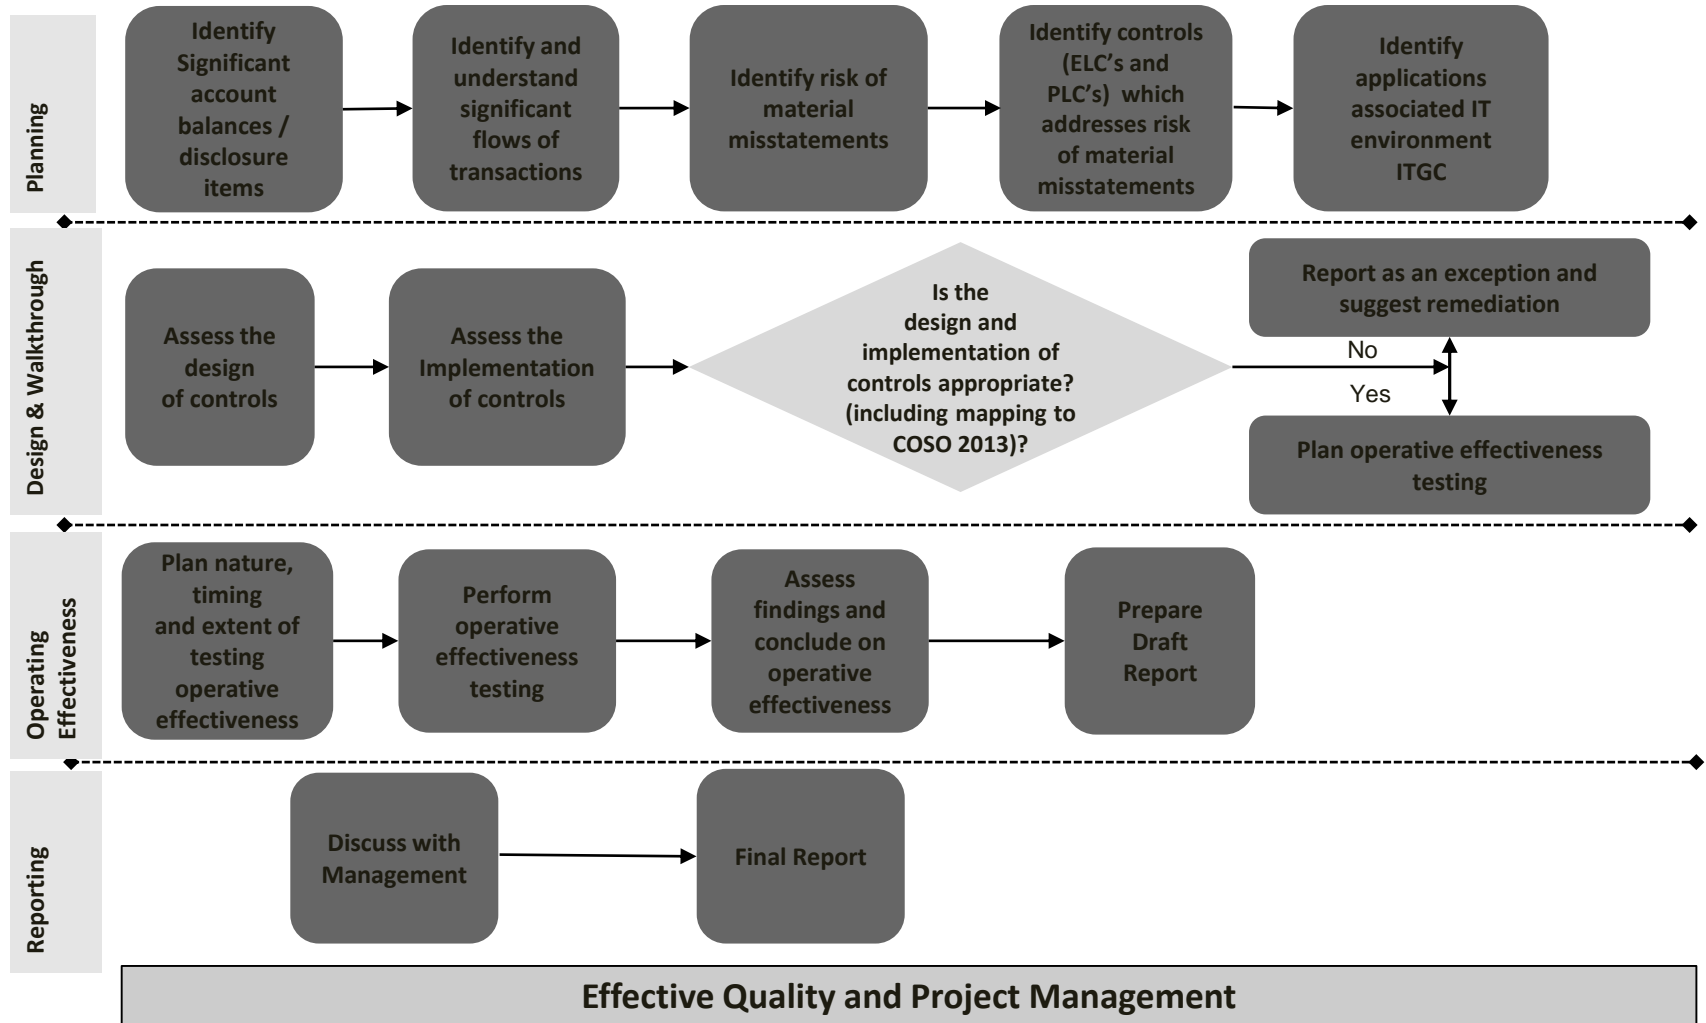 Planning
Identify
Significant
account
balances /
disclosure
items
Identify and
understand
significant
flows of
transactions
Identify risk of
material
misstatements
Identify controls
(ELC's and
PLC's) which
addresses risk
of material
misstatements
Identify
applications
associated IT
environment
ITGC
Design & Walkthrough
Assess the
design
of controls
Assess the
Implementation
of controls
Is the
design and
implementation of
controls appropriate?
(including mapping to
COSO 2013)?
No
Yes
Report as an exception and
suggest remediation
Plan operative effectiveness
testing
Operating
Effectiveness
Plan nature,
timing
and extent of
testing
operative
effectiveness
Perform
operative
effectiveness
testing
Assess
findings and
conclude on
operative
effectiveness
Prepare
Draft
Report
Reporting
Discuss with
Management
Final Report
Effective Quality and Project Management